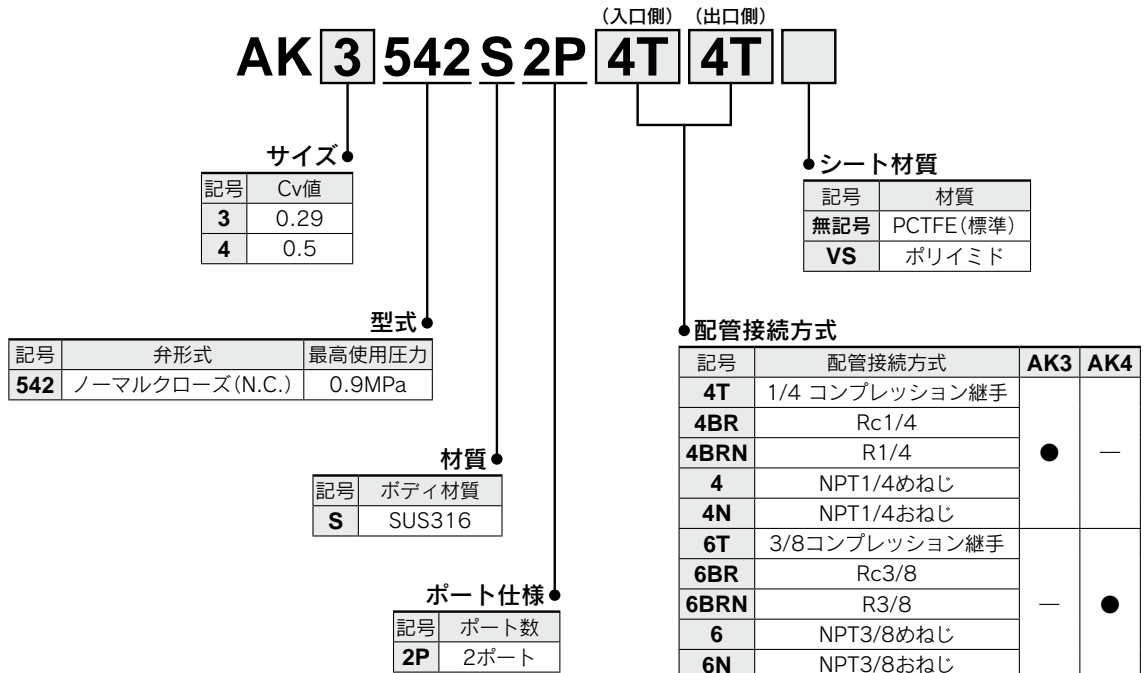 （入口側） （出口側）
AK 3 542 S 2P 4T 4T
サイズ
記号 Cv値
3 0.29
4 0.5
シート材質
記号 材質
無記号 PCTFE（標準）
VS ポリイミド
型式
記号 弁形式 最高使用圧力
542 ノーマルクローズ（N.C.） 0.9MPa
材質
記号 ボディ材質
S SUS316
ポート仕様
記号 ポート数
2P 2ポート
配管接続方式
記号 配管接続方式 AK3 AK4
4T 1/4 コンプレッション継手
4BR Rc1/4
4BRN R1/4 ● —
4 NPT1/4めねじ
4N NPT1/4おねじ
6T 3/8コンプレッション継手
6BR Rc3/8
6BRN R3/8 — ●
6 NPT3/8めねじ
6N NPT3/8おねじ